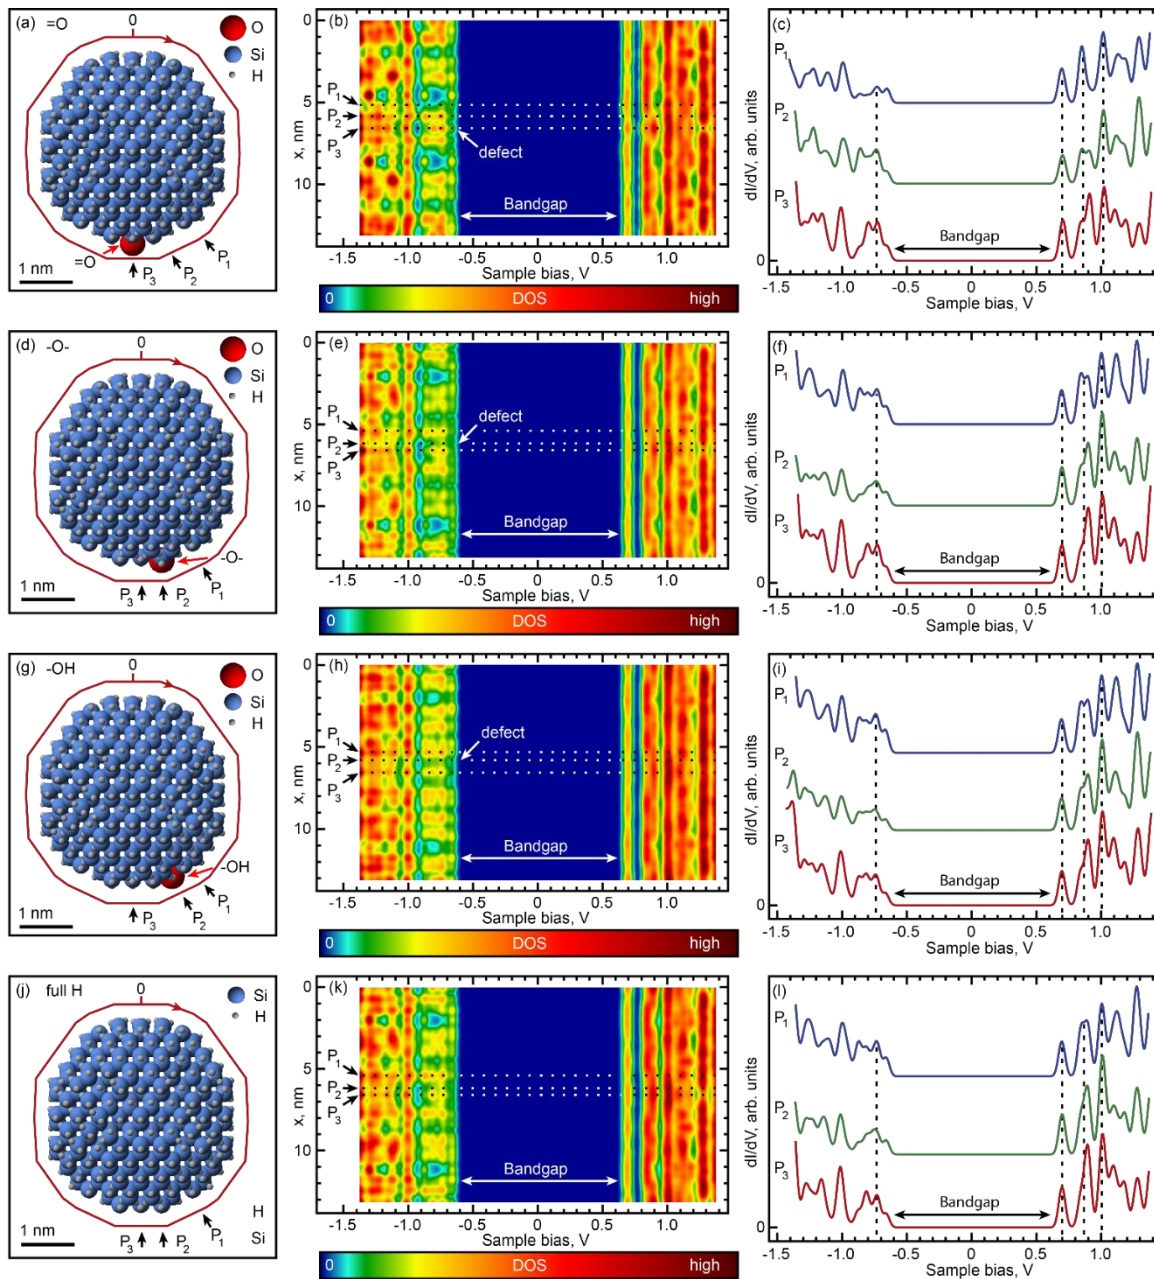 (a) =O
0
O
Si
H
=O
P1
P2
P3
1 nm
(b)
0
5
10
x, nm
P1
P2
P3
defect
Bandgap
-1.0 -0.5 0 0.5 1.0
Sample bias, V
0 DOS high
(c)
P1
P2
P3
dI/dV, arb. units
0
Bandgap
-1.5 -1.0 -0.5 0 0.5 1.0
Sample bias, V
(d) -O-
0
O
Si
H
-O-
P1
P3 P2
1 nm
(e)
0
5
10
x, nm
P1
P2
P3
defect
Bandgap
-1.0 -0.5 0 0.5 1.0
Sample bias, V
0 DOS high
(f)
P1
P2
P3
dI/dV, arb. units
0
Bandgap
-1.5 -1.0 -0.5 0 0.5 1.0
Sample bias, V
(g) -OH
0
O
Si
H
-OH
P1
P3 P2
1 nm
(h)
0
5
10
x, nm
P1
P2
P3
defect
Bandgap
-1.0 -0.5 0 0.5 1.0
Sample bias, V
0 DOS high
(i)
P1
P2
P3
dI/dV, arb. units
0
Bandgap
-1.5 -1.0 -0.5 0 0.5 1.0
Sample bias, V
(j) full H
0
Si
H
H
Si
P1
P3 P2
1 nm
(k)
0
5
10
x, nm
P1
P2
P3
Bandgap
-1.0 -0.5 0 0.5 1.0
Sample bias, V
0 DOS high
(l)
P1
P2
P3
dI/dV, arb. units
0
Bandgap
-1.5 -1.0 -0.5 0 0.5 1.0
Sample bias, V